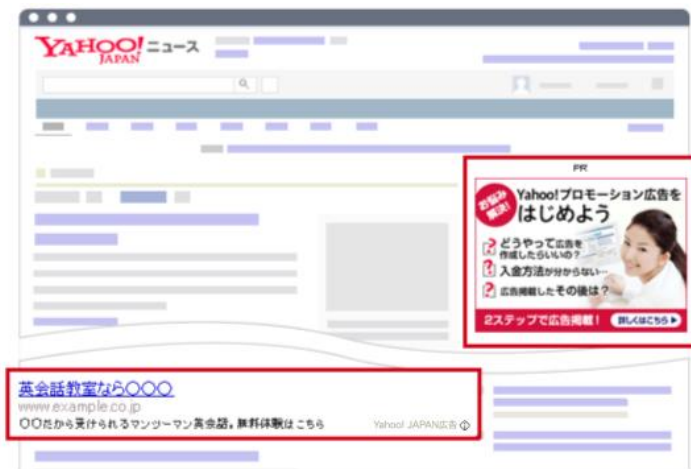 YAHOO! ニュース
JAPAN
PR
お悩み
解決!
Yahoo!プロモーション広告を
はじめよう
どうやって広告を
作成したらいいの?
入金方法が分からない…
広告掲載したその後は?
2ステップで広告掲載! 詳しくはこちら
英会話教室なら〇〇〇
www.example.co.jp
〇〇だから受けられるマンツーマン英会話。無料体験はこちら Yahoo! JAPAN広告